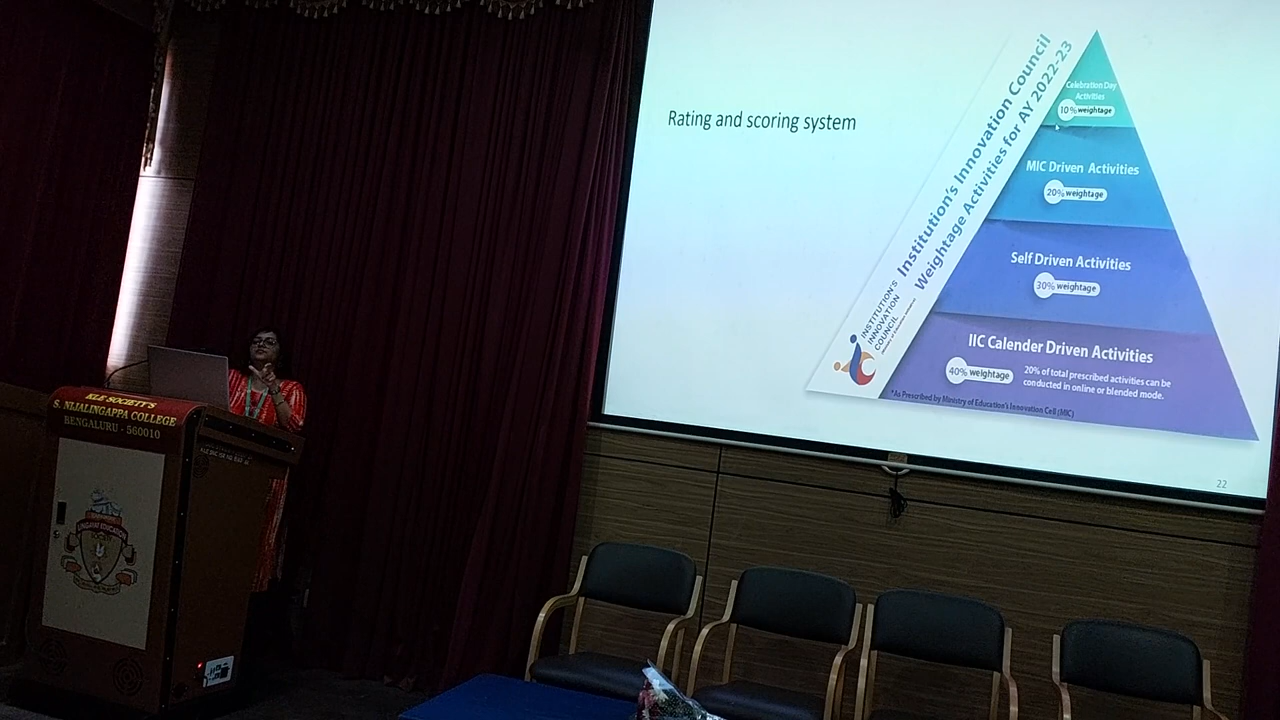 Rating and scoring system
Institution's Innovation Council
Weightage Activities for AY 2022-23
INSTITUTION'S
INNOVATION
COUNCIL
Celebration Day
Activities
10% weightage
MIC Driven Activities
20% weightage
Self Driven Activities
30% weightage
IIC Calender Driven Activities
40% weightage
20% of total prescribed activities can be
conducted in online or blended mode.
*As Prescribed by Ministry of Education's Innovation Cell (MIC)
22
KLE SOCIETY'S
S. NIJALINGAPPA COLLEGE
BENGALURU - 560010